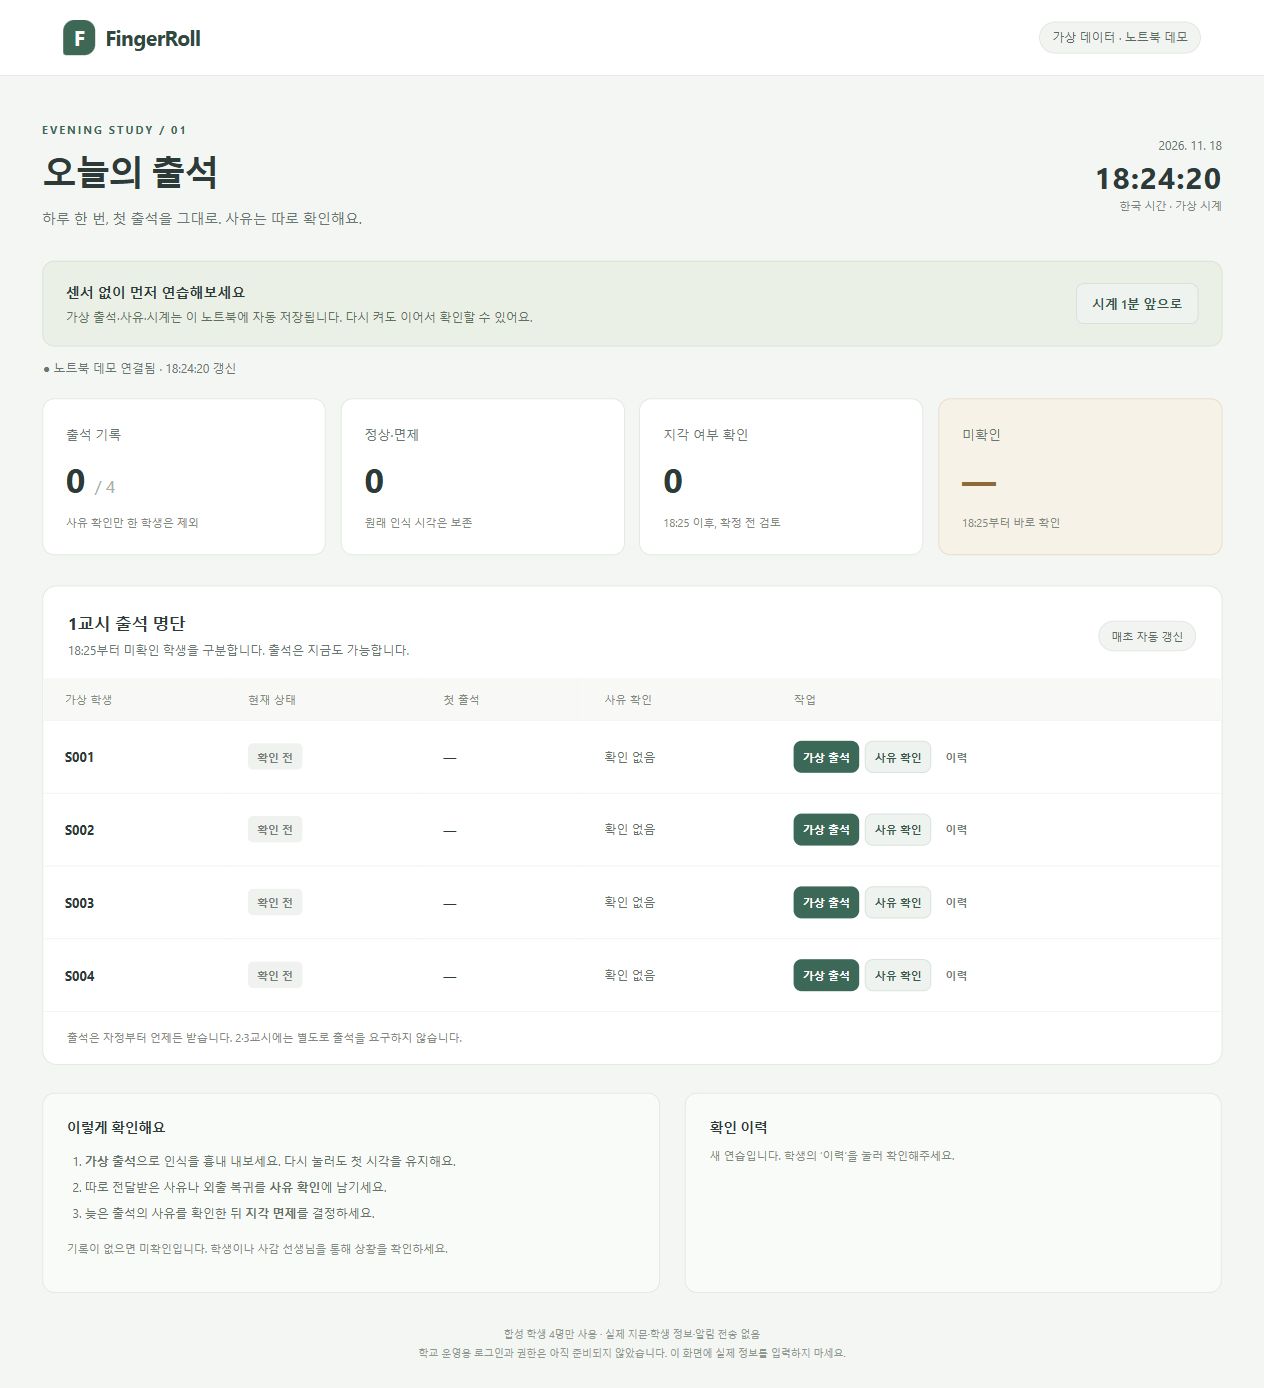 F FingerRoll
가상 데이터 · 노트북 데모
EVENING STUDY / 01
오늘의 출석
하루 한 번, 첫 출석을 그대로. 사유는 따로 확인해요.
2026. 11. 18
18:24:20
한국 시간 · 가상 시계
센서 없이 먼저 연습해보세요
가상 출석·사유·시계는 이 노트북에 자동 저장됩니다. 다시 켜도 이어서 확인할 수 있어요.
시계 1분 앞으로
● 노트북 데모 연결됨 · 18:24:20 갱신
출석 기록
0 / 4
사유 확인만 한 학생은 제외
정상·면제
0
원래 인식 시각은 보존
지각 여부 확인
0
18:25 이후, 확정 전 검토
미확인
—
18:25부터 바로 확인
1교시 출석 명단
18:25부터 미확인 학생을 구분합니다. 출석은 지금도 가능합니다.
매초 자동 갱신
가상 학생 현재 상태 첫 출석 사유 확인 작업
S001 확인 전 — 확인 없음 가상 출석 사유 확인 이력
S002 확인 전 — 확인 없음 가상 출석 사유 확인 이력
S003 확인 전 — 확인 없음 가상 출석 사유 확인 이력
S004 확인 전 — 확인 없음 가상 출석 사유 확인 이력
출석은 자정부터 언제든 받습니다. 2·3교시에는 별도로 출석을 요구하지 않습니다.
이렇게 확인해요
1. 가상 출석으로 인식을 흉내 내보세요. 다시 눌러도 첫 시각을 유지해요.
2. 따로 전달받은 사유나 외출 복귀를 사유 확인에 남기세요.
3. 늦은 출석의 사유를 확인한 뒤 지각 면제를 결정하세요.
기록이 없으면 미확인입니다. 학생이나 사감 선생님을 통해 상황을 확인하세요.
확인 이력
새 연습입니다. 학생의 '이력'을 눌러 확인해주세요.
합성 학생 4명만 사용 · 실제 지문·학생 정보·알림 전송 없음
학교 운영용 로그인과 권한은 아직 준비되지 않았습니다. 이 화면에 실제 정보를 입력하지 마세요.